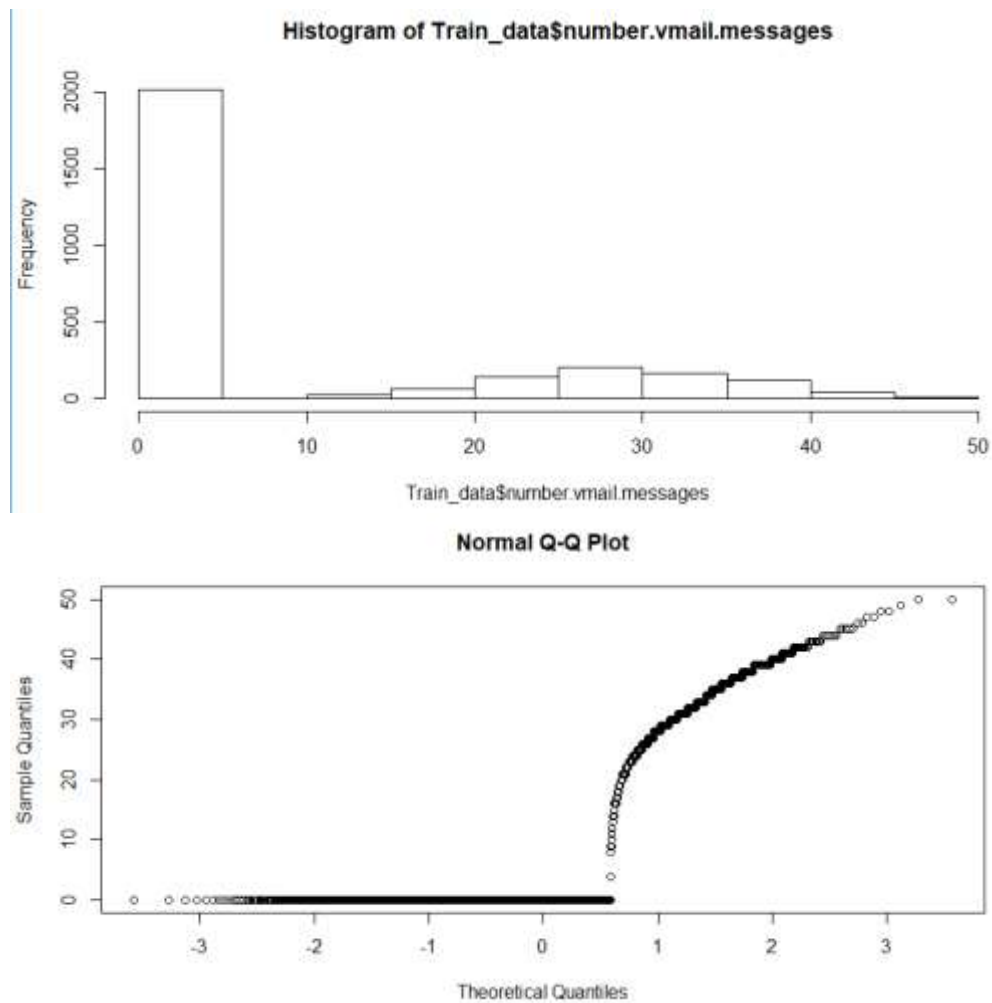 Histogram of Train_data$number.vmail.messages
Frequency
2000
1500
1000
500
0
0 10 20 30 40 50
Train_data$number.vmail.messages
Normal Q-Q Plot
Sample Quantiles
50
40
30
20
10
0
-3 -2 -1 0 1 2 3
Theoretical Quantiles